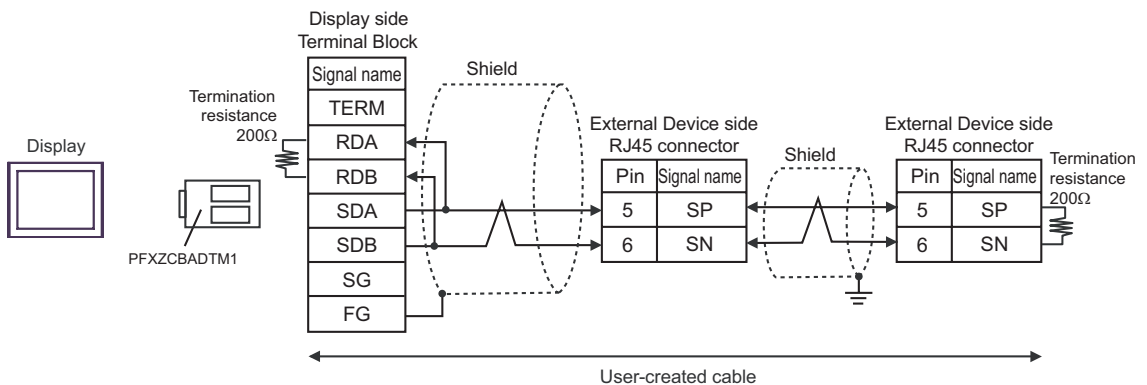 Display side
Terminal Block
Signal name
TERM
RDA
RDB
SDA
SDB
SG
FG
Termination
resistance
200Ω
Shield
Display
PFXZCBADTM1
External Device side
RJ45 connector
Pin Signal name
5 SP
6 SN
Shield
External Device side
RJ45 connector
Pin Signal name
5 SP
6 SN
Termination
resistance
200Ω
User-created cable